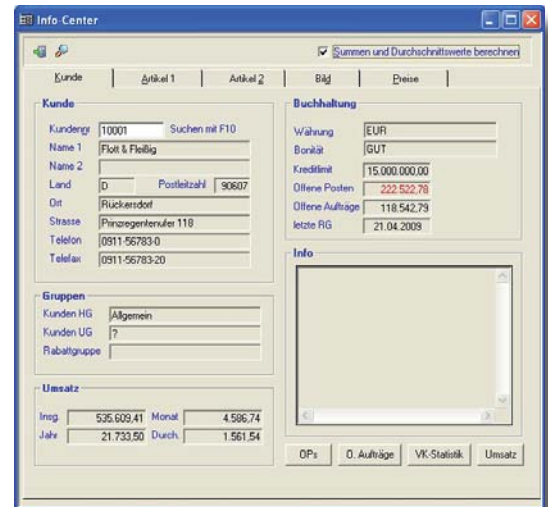 Info-Center
Summen und Durchschnittswerte berechnen
Kunde Artikel 1 Artikel 2 Bild Preise
Kunde
Kundennr 10001 Suchen mit F10
Name 1 Flott & Fleißig
Name 2
Land D Postleitzahl 90607
Ort Rückersdorf
Strasse Prinzregentenufer 118
Telefon 0911-56783-0
Telefax 0911-56783-20
Gruppen
Kunden HG Allgemein
Kunden UG ?
Rabattgruppe
Umsatz
Insg. 535.609,41 Monat 4.586,74
Jahr 21.733,50 Durch. 1.561,54
Buchhaltung
Währung EUR
Bonität GUT
Kreditlimit 15.000.000,00
Offene Posten 222.522,78
Offene Aufträge 118.542,79
letzte RG 21.04.2009
Info
OPs O. Aufträge VK-Statistik Umsatz